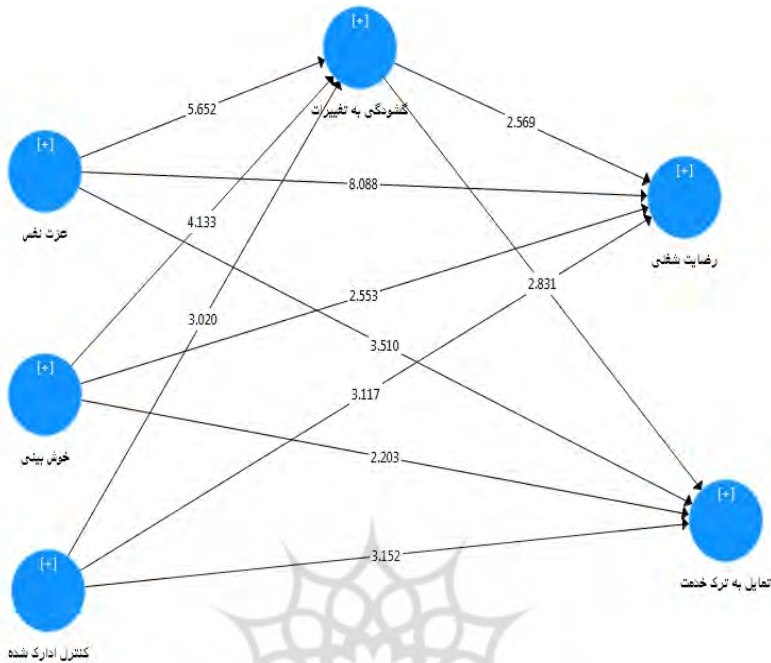 [+]
گشودگی به تغییرات
5.652
2.569
[+]
عزت نفس
8.088
[+]
رضایت شغلی
4.133
3.020
2.553
2.831
3.510
[+]
خوش بینی
3.117
2.203
[+]
تمایل به ترک خدمت
3.152
[+]
کنترل ادارک شده